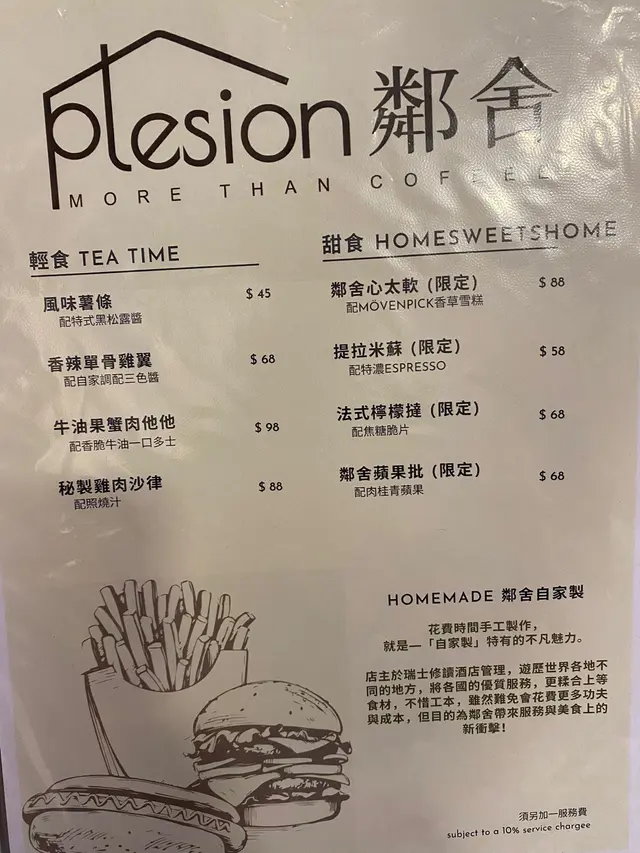 plesion 鄰舍
MORE THAN COFFEE
輕食 TEA TIME
風味薯條 $ 45
配特式黑松露醬
香辣單骨雞翼 $ 68
配自家調配三色醬
牛油果蟹肉他他 $ 98
配香脆牛油一口多士
秘製雞肉沙律 $ 88
配照燒汁
甜食 HOMESWEETSHOME
鄰舍心太軟 (限定) $ 88
配MÖVENPICK香草雪糕
提拉米蘇 (限定) $ 58
配特濃ESPRESSO
法式檸檬撻 (限定) $ 68
配焦糖脆片
鄰舍蘋果批 (限定) $ 68
配肉桂青蘋果
HOMEMADE 鄰舍自家製
花費時間手工製作，
就是—「自家製」特有的不凡魅力。
店主於瑞士修讀酒店管理，遊歷世界各地不
同的地方，將各國的優質服務，更糅合上等
食材，不惜工本，雖然難免會花費更多功夫
與成本，但目的為鄰舍帶來服務與美食上的
新衝擊！
須另加一服務費
subject to a 10% service chargee